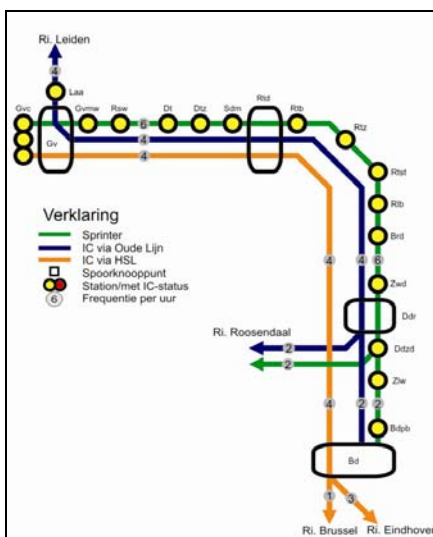 Ri. Leiden
4
Laa
Gvc Gvmw Rsw Dt Dtz Sdm Rtd Rtb
6
Gv
4
4
Rtz
Rtst
Rlb
Brd
4 4 6
Zwd
Ddr
Ri. Roosendaal
2
2
Ddzd
Zlw
4 2 2
Bdpb
Bd
1 3
Ri. Brussel Ri. Eindhoven
Verklaring
Sprinter
IC via Oude Lijn
IC via HSL
Spoorknooppunt
Station/met IC-status
6 Frequentie per uur